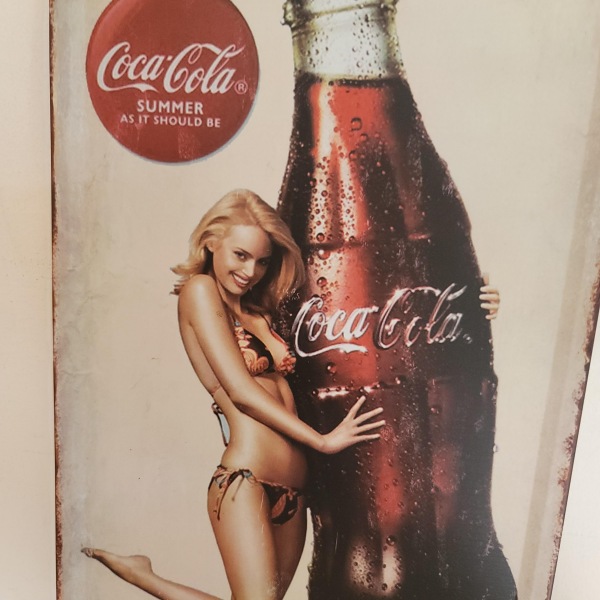 Coca-Cola®
SUMMER
AS IT SHOULD BE
Coca-Cola